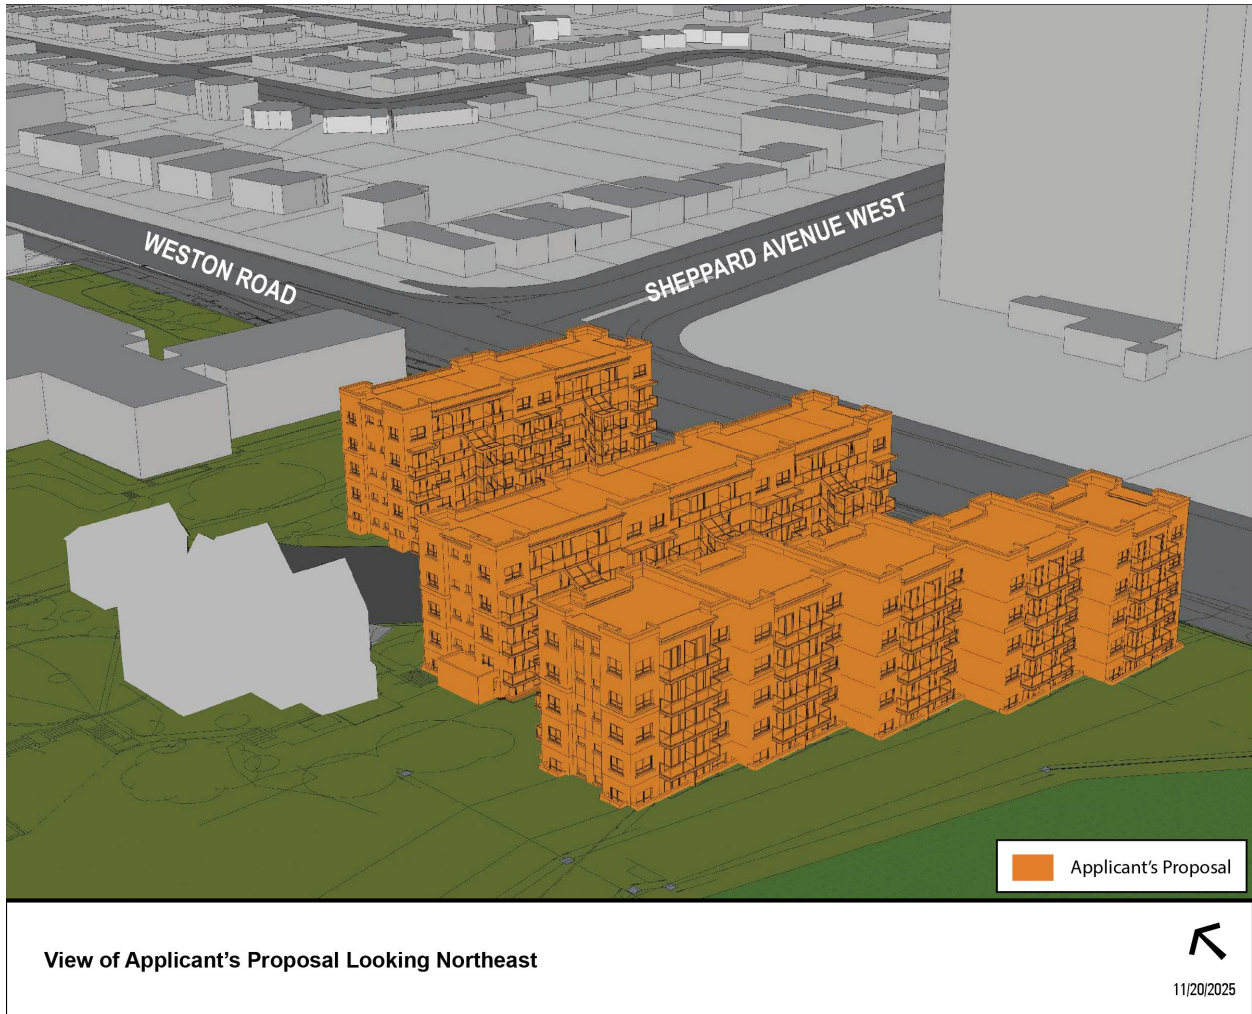 WESTON ROAD
SHEPPARD AVENUE WEST
Applicant's Proposal
View of Applicant's Proposal Looking Northeast
11/20/2025